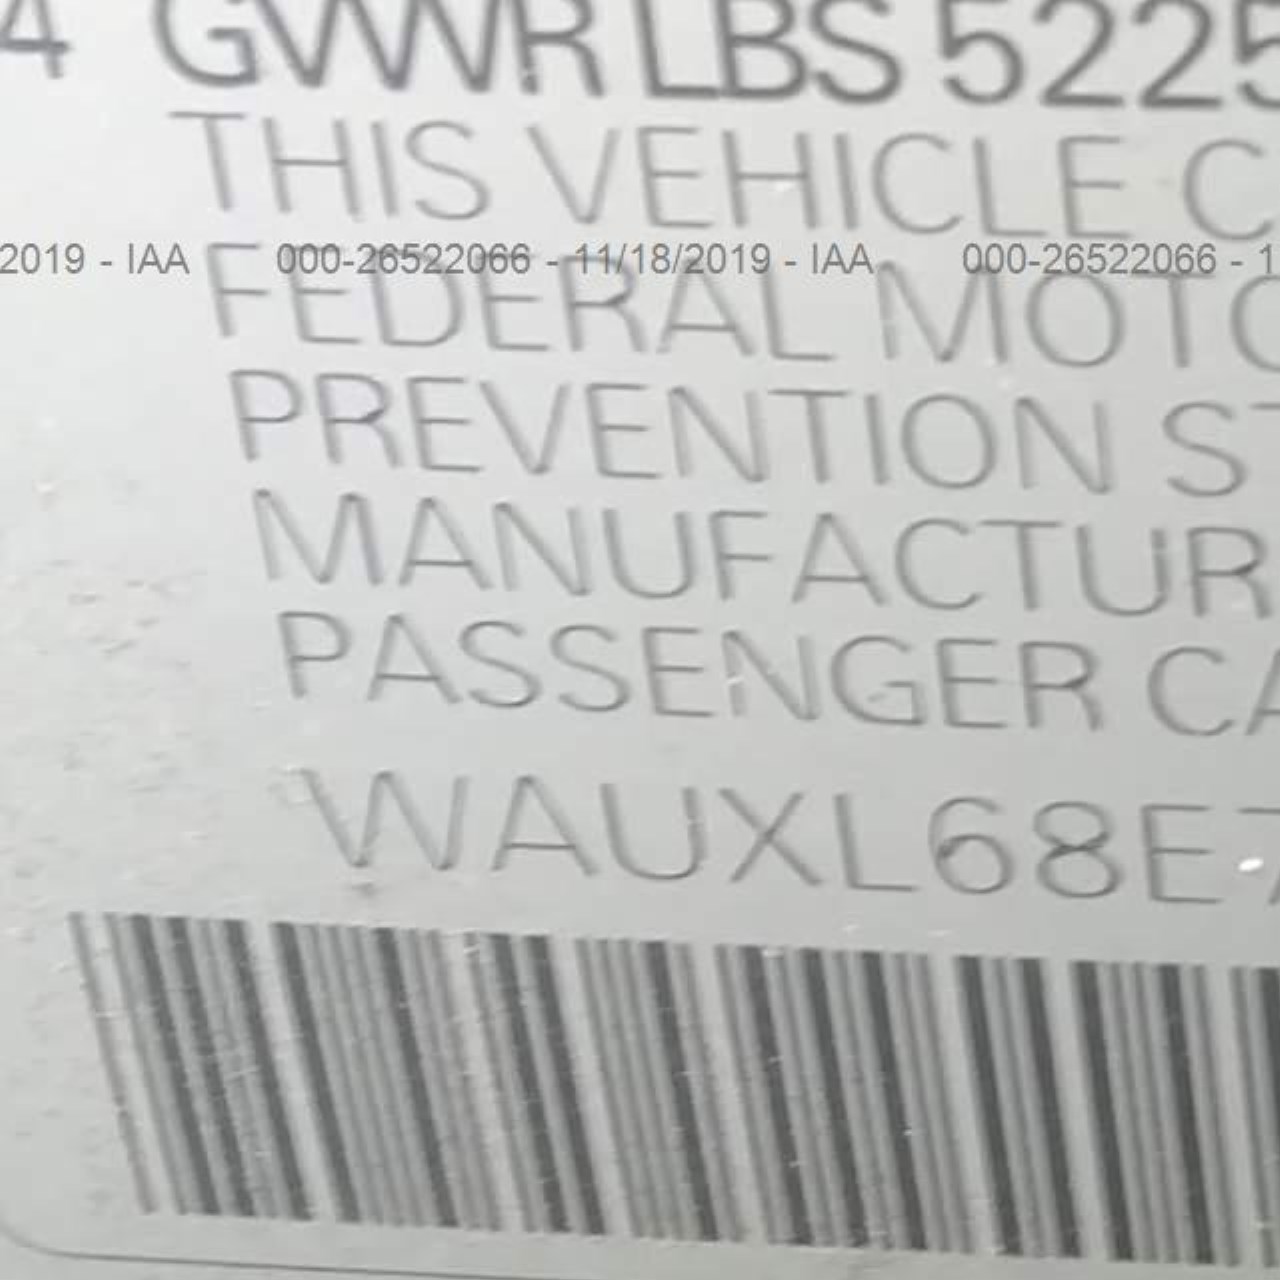 4 GVWR LBS 5225
THIS VEHICLE C
2019 - IAA 000-26522066 - 11/18/2019 - IAA 000-26522066 - 1
FEDERAL MOTO
PREVENTION ST
MANUFACTUR
PASSENGER CA
WAUXL68E